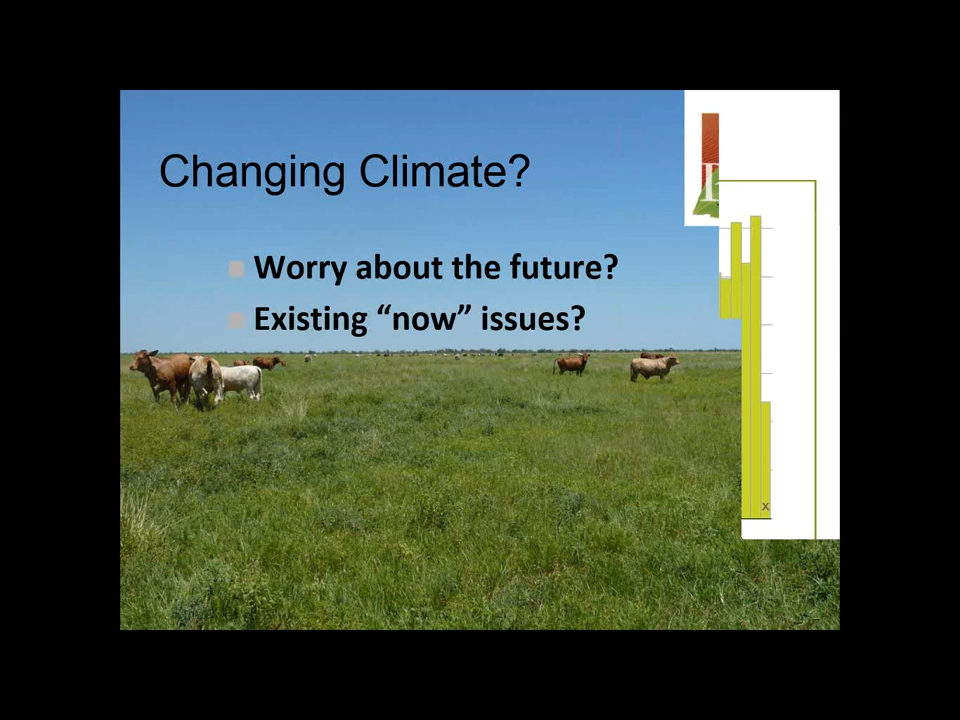 Changing Climate?
Worry about the future?
Existing “now” issues?
x